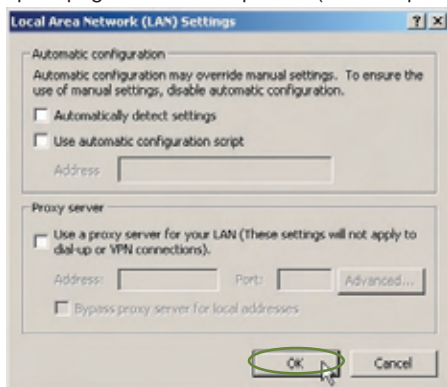 Local Area Network (LAN) Settings
Automatic configuration
Automatic configuration may override manual settings. To ensure the
use of manual settings, disable automatic configuration.
Automatically detect settings
Use automatic configuration script
Address
Proxy server
Use a proxy server for your LAN (These settings will not apply to
dial-up or VPN connections).
Address: Port: Advanced...
Bypass proxy server for local addresses
OK Cancel